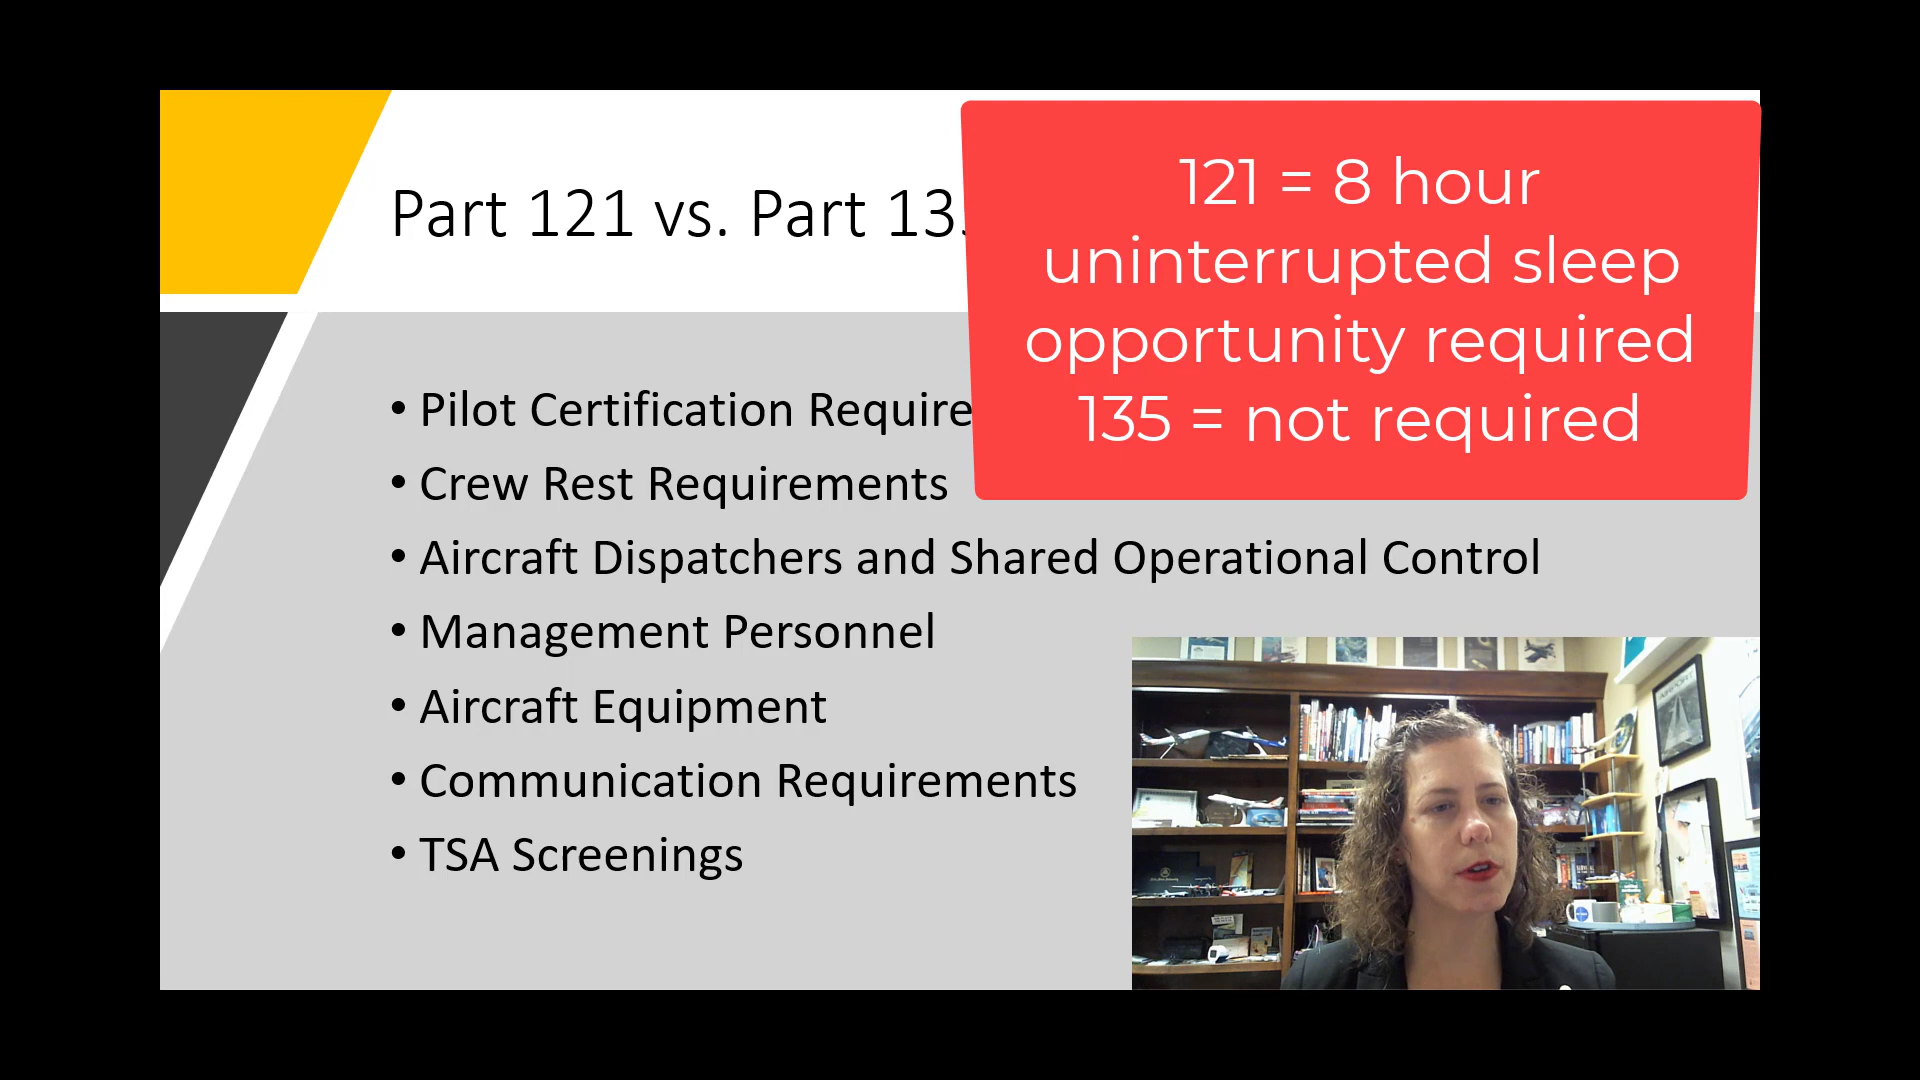 Part 121 vs. Part 13
121 = 8 hour
uninterrupted sleep
opportunity required
135 = not required
• Pilot Certification Require
• Crew Rest Requirements
• Aircraft Dispatchers and Shared Operational Control
• Management Personnel
• Aircraft Equipment
• Communication Requirements
• TSA Screenings